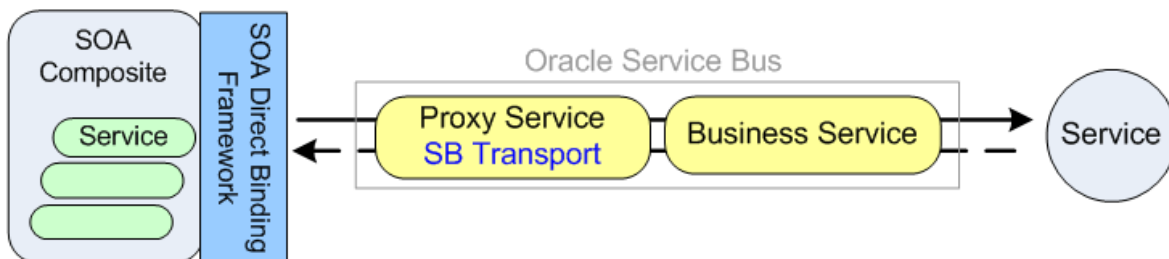 SOA
Composite
Service
SOA Direct Binding
Framework
Oracle Service Bus
Proxy Service
SB Transport
Business Service
Service